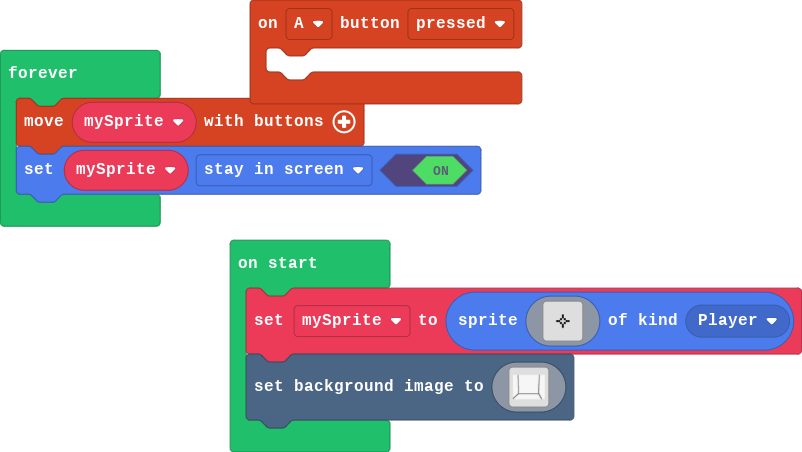 on A button pressed
forever
move mySprite with buttons
set mySprite stay in screen ON
on start
set mySprite to sprite of kind Player
set background image to